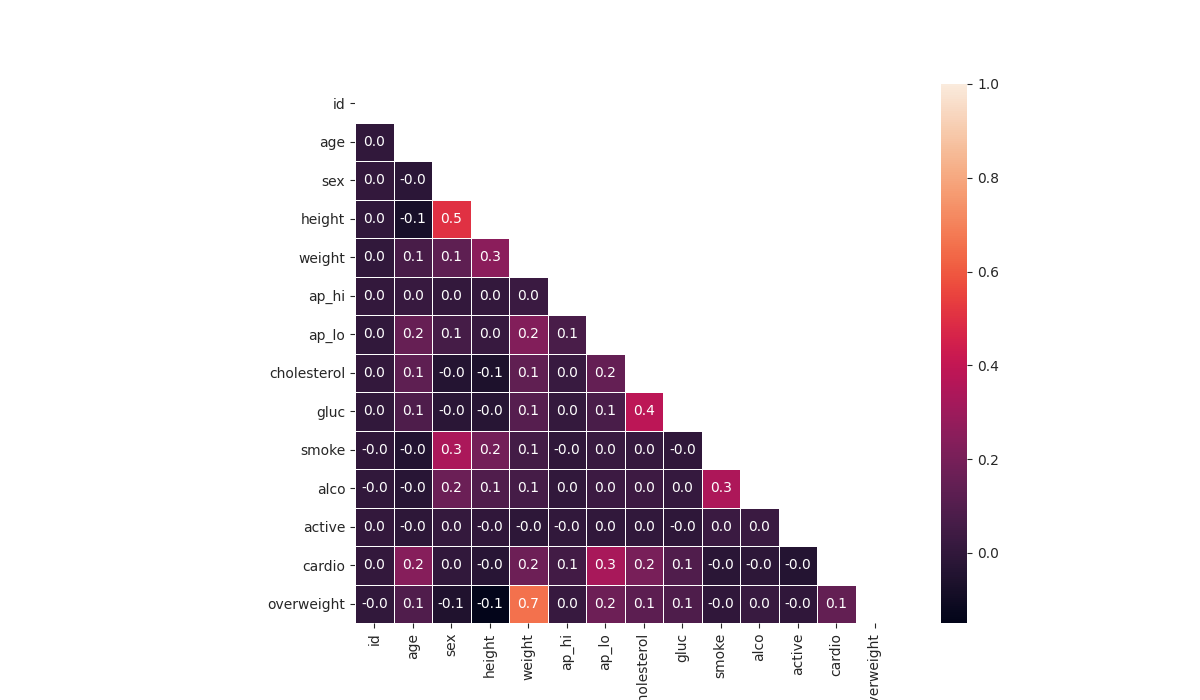 1.0
id
age 0.0
sex 0.0 -0.0
0.8
height 0.0 -0.1 0.5
weight 0.0 0.1 0.1 0.3
0.6
ap_hi 0.0 0.0 0.0 0.0 0.0
ap_lo 0.0 0.2 0.1 0.0 0.2 0.1
0.4
cholesterol 0.0 0.1 -0.0 -0.1 0.1 0.0 0.2
gluc 0.0 0.1 -0.0 -0.0 0.1 0.0 0.1 0.4
smoke -0.0 -0.0 0.3 0.2 0.1 -0.0 0.0 0.0 -0.0
0.2
alco -0.0 -0.0 0.2 0.1 0.1 0.0 0.0 0.0 0.0 0.3
active 0.0 -0.0 0.0 -0.0 -0.0 -0.0 0.0 0.0 -0.0 0.0 0.0
0.0
cardio 0.0 0.2 0.0 -0.0 0.2 0.1 0.3 0.2 0.1 -0.0 -0.0 -0.0
overweight -0.0 0.1 -0.1 -0.1 0.7 0.0 0.2 0.1 0.1 -0.0 0.0 -0.0 0.1
id age sex height weight ap_hi ap_lo holesterol gluc smoke alco active cardio verweight